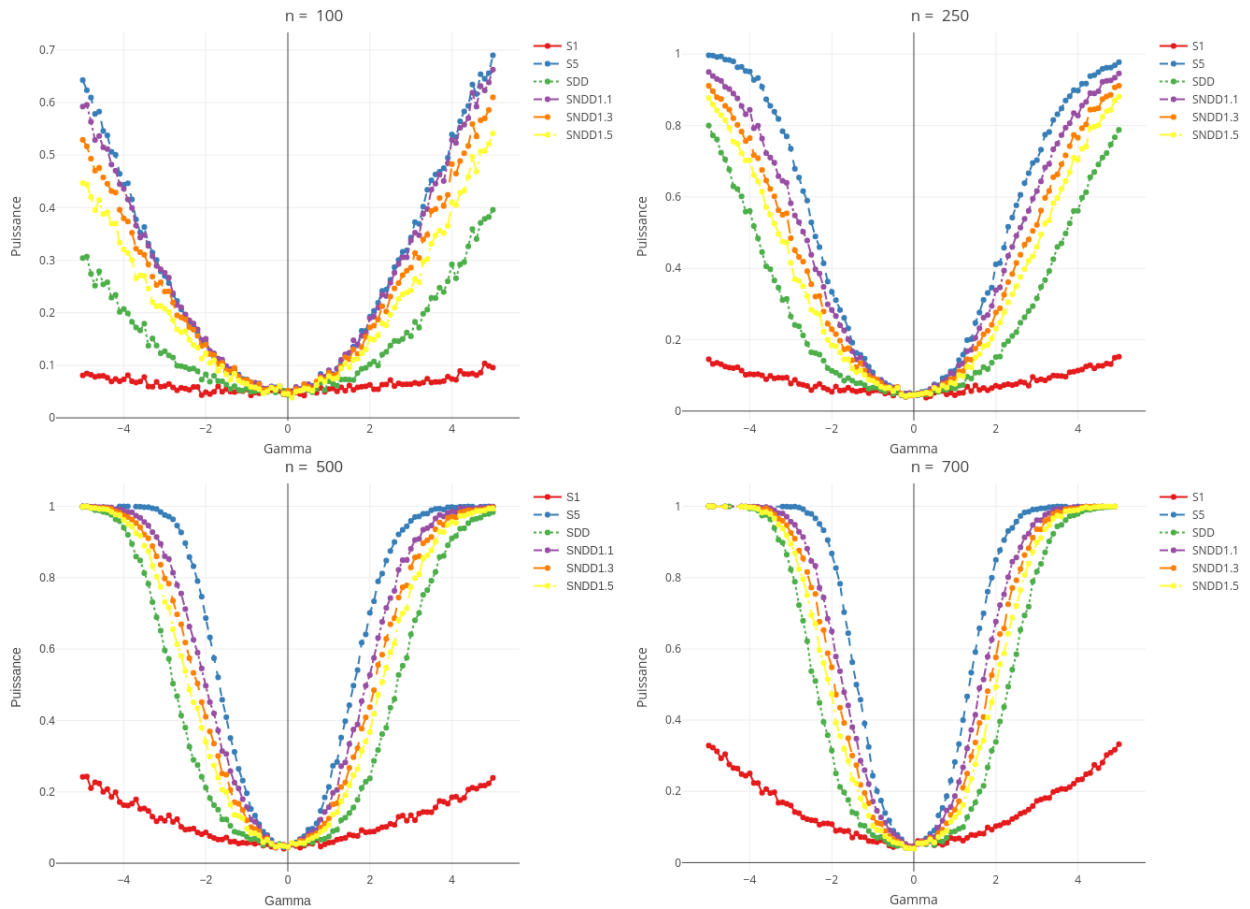 n = 100
0.7
0.6
0.5
0.4
0.3
0.2
0.1
0
Puissance
−4
−2
0
2
4
Gamma
S1
S5
SDD
SNDD1.1
SNDD1.3
SNDD1.5
n = 250
1
0.8
0.6
0.4
0.2
0
Puissance
−4
−2
0
2
4
Gamma
S1
S5
SDD
SNDD1.1
SNDD1.3
SNDD1.5
n = 500
1
0.8
0.6
0.4
0.2
0
Puissance
−4
−2
0
2
4
Gamma
S1
S5
SDD
SNDD1.1
SNDD1.3
SNDD1.5
n = 700
1
0.8
0.6
0.4
0.2
0
Puissance
−4
−2
0
2
4
Gamma
S1
S5
SDD
SNDD1.1
SNDD1.3
SNDD1.5